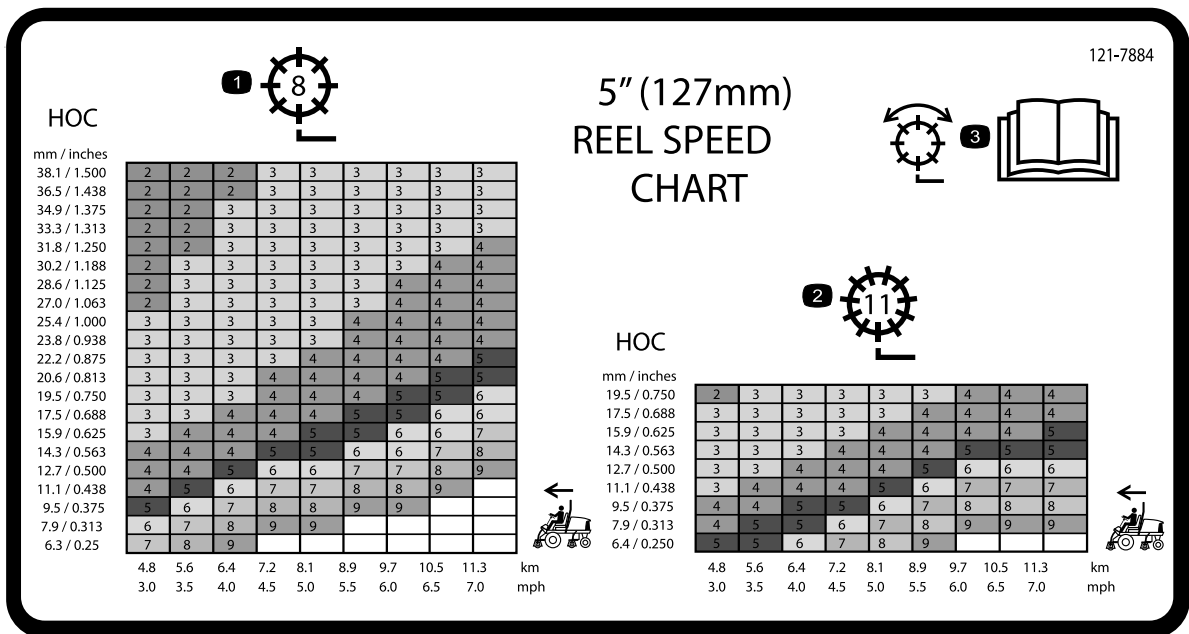 121-7884
5" (127mm)
REEL SPEED
CHART
1
8
3
HOC
mm / inches
38.1 / 1.500 2 2 2 3 3 3 3 3 3
36.5 / 1.438 2 2 2 3 3 3 3 3 3
34.9 / 1.375 2 2 3 3 3 3 3 3 3
33.3 / 1.313 2 2 3 3 3 3 3 3 3
31.8 / 1.250 2 2 3 3 3 3 3 3 4
30.2 / 1.188 2 3 3 3 3 3 3 4 4
28.6 / 1.125 2 3 3 3 3 3 4 4 4
27.0 / 1.063 2 3 3 3 3 3 4 4 4
25.4 / 1.000 3 3 3 3 3 4 4 4 4
23.8 / 0.938 3 3 3 3 3 4 4 4 4
22.2 / 0.875 3 3 3 3 4 4 4 4 5
20.6 / 0.813 3 3 3 4 4 4 4 5 5
19.5 / 0.750 3 3 3 4 4 4 5 5 6
17.5 / 0.688 3 3 4 4 4 5 5 6 6
15.9 / 0.625 3 4 4 4 5 5 6 6 7
14.3 / 0.563 4 4 4 5 5 6 6 7 8
12.7 / 0.500 4 4 5 6 6 7 7 8 9
11.1 / 0.438 4 5 6 7 7 8 8 9
9.5 / 0.375 5 6 7 8 8 9 9
7.9 / 0.313 6 7 8 9 9
6.3 / 0.25 7 8 9
4.8 5.6 6.4 7.2 8.1 8.9 9.7 10.5 11.3 km
3.0 3.5 4.0 4.5 5.0 5.5 6.0 6.5 7.0 mph
2
11
HOC
mm / inches
19.5 / 0.750 2 3 3 3 3 3 4 4 4
17.5 / 0.688 3 3 3 3 3 4 4 4 4
15.9 / 0.625 3 3 3 3 4 4 4 4 5
14.3 / 0.563 3 3 3 4 4 4 5 5 5
12.7 / 0.500 3 3 4 4 4 5 6 6 6
11.1 / 0.438 3 4 4 4 5 6 7 7 7
9.5 / 0.375 4 4 5 5 6 7 8 8 8
7.9 / 0.313 4 5 5 6 7 8 9 9 9
6.4 / 0.250 5 5 6 7 8 9
4.8 5.6 6.4 7.2 8.1 8.9 9.7 10.5 11.3 km
3.0 3.5 4.0 4.5 5.0 5.5 6.0 6.5 7.0 mph